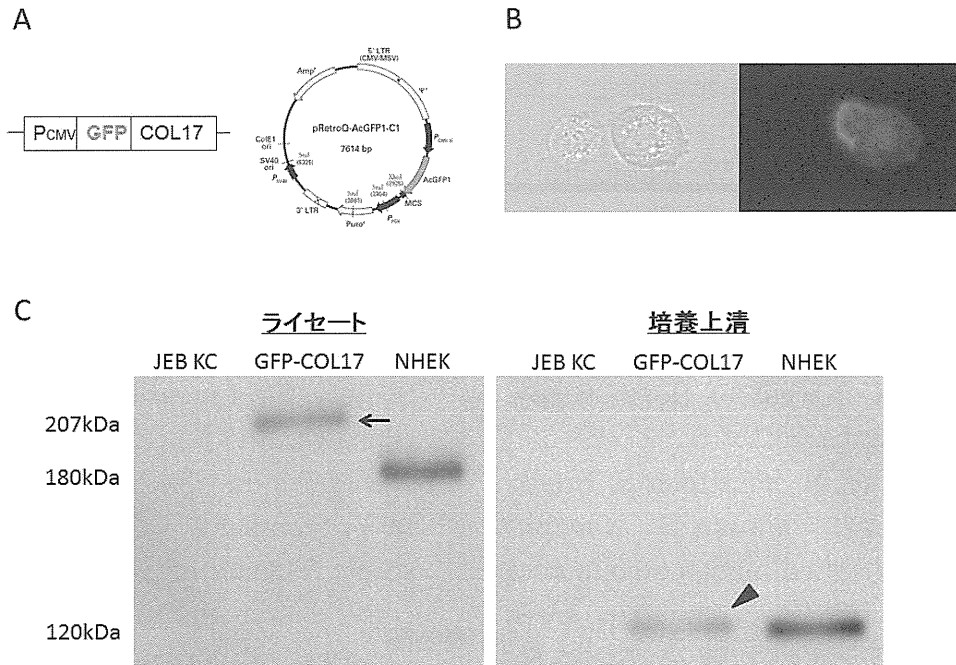 A
PCMV GFP COL17
5' LTR
(CMV-MSV)
Ampʳ
pRetroQ-AcGFP1-C1
7614 bp
ColE1
ori
SV40
ori
AcGFP1
MCS
3' LTR
Puroʳ
B
C
ライセート
培養上清
JEB KC GFP-COL17 NHEK
JEB KC GFP-COL17 NHEK
207kDa
180kDa
120kDa